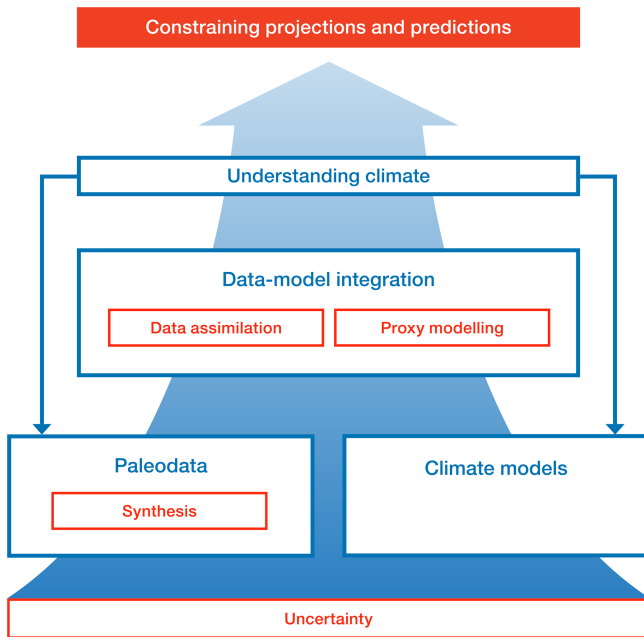 Constraining projections and predictions
Understanding climate
Data-model integration
Data assimilation
Proxy modelling
Paleodata
Climate models
Synthesis
Uncertainty